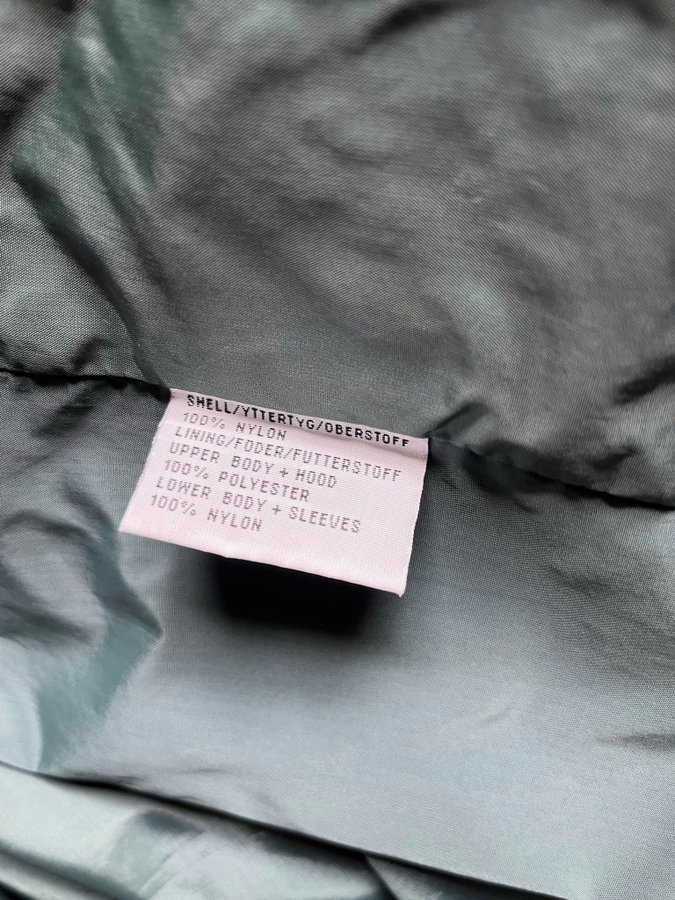 SHELL/YTTERTYG/OBERSTOFF
100% NYLON
LINING/FODER/FUTTERSTOFF
UPPER BODY + HOOD
100% POLYESTER
LOWER BODY + SLEEVES
100% NYLON